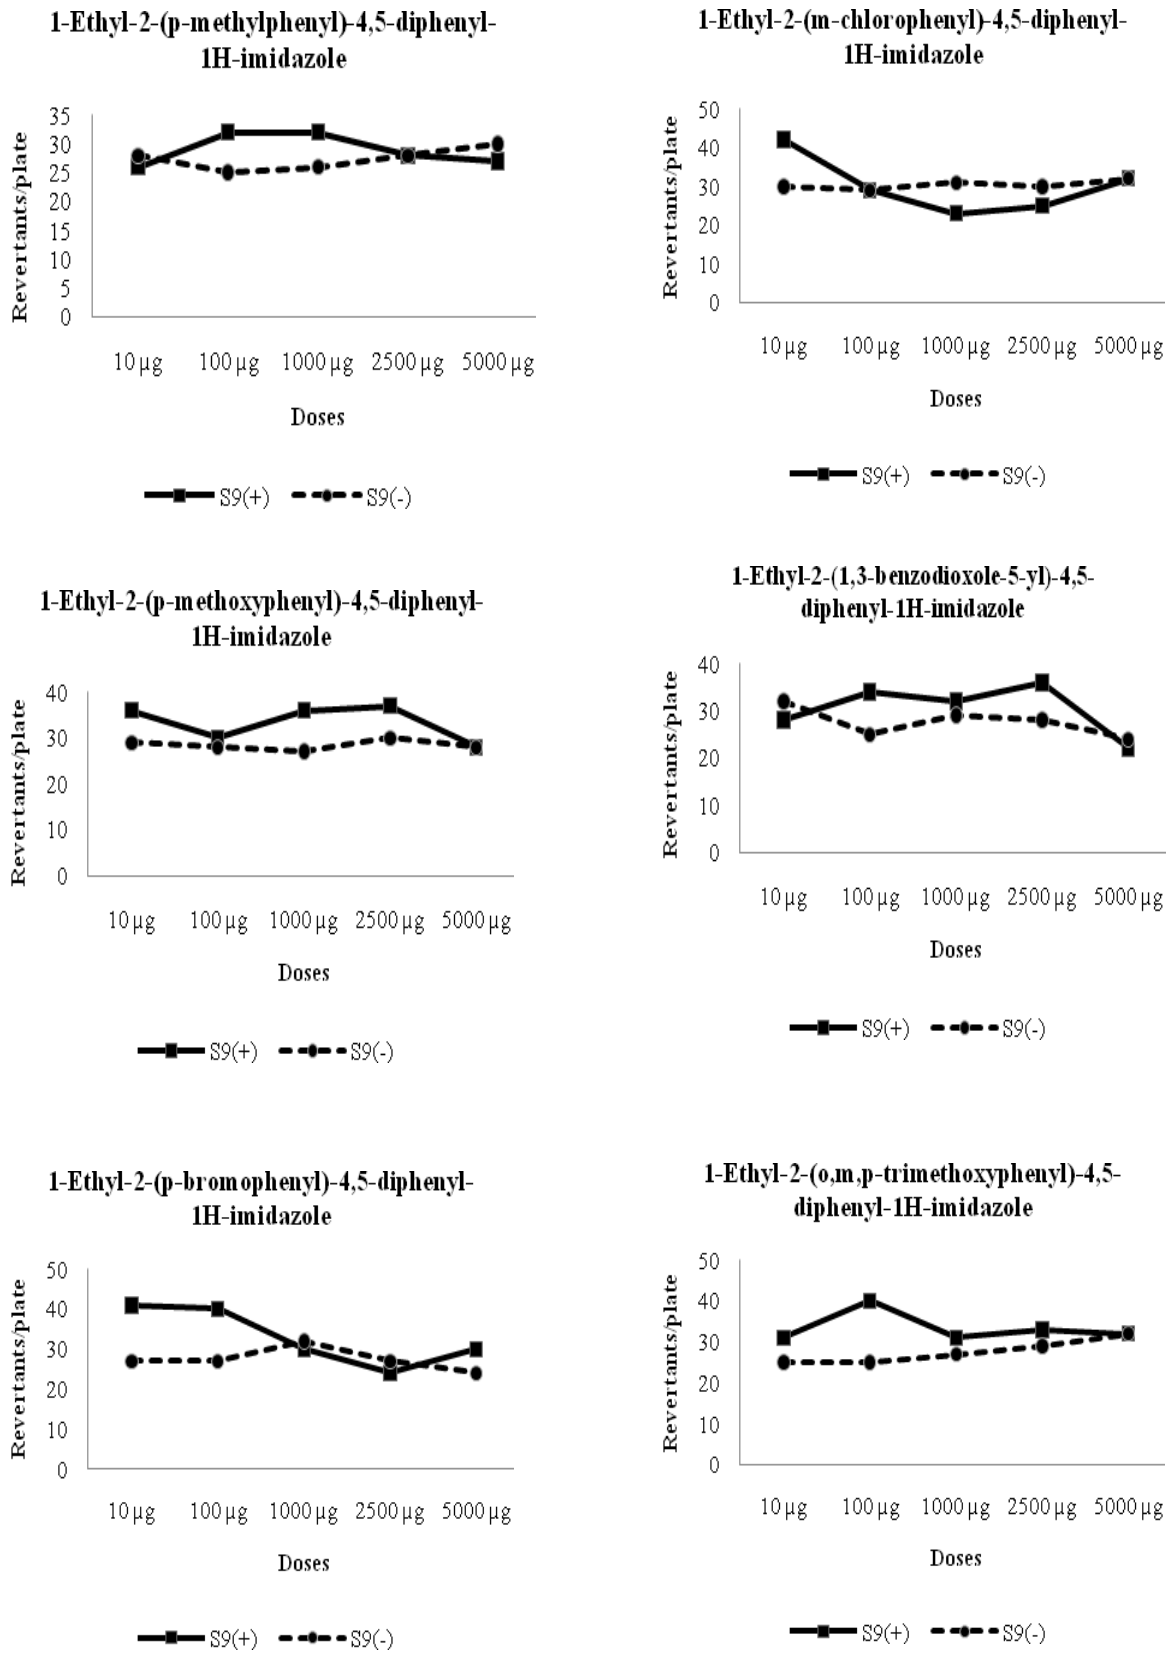 1-Ethyl-2-(p-methylphenyl)-4,5-diphenyl-
1H-imidazole
Revertants/plate
35
30
25
20
15
10
5
0
10 µg 100 µg 1000 µg 2500 µg 5000 µg
Doses
S9(+) S9(-)
1-Ethyl-2-(m-chlorophenyl)-4,5-diphenyl-
1H-imidazole
Revertants/plate
50
40
30
20
10
0
10 µg 100 µg 1000 µg 2500 µg 5000 µg
Doses
S9(+) S9(-)
1-Ethyl-2-(p-methoxyphenyl)-4,5-diphenyl-
1H-imidazole
Revertants/plate
40
30
20
10
0
10 µg 100 µg 1000 µg 2500 µg 5000 µg
Doses
S9(+) S9(-)
1-Ethyl-2-(1,3-benzodioxole-5-yl)-4,5-
diphenyl-1H-imidazole
Revertants/plate
40
30
20
10
0
10 µg 100 µg 1000 µg 2500 µg 5000 µg
Doses
S9(+) S9(-)
1-Ethyl-2-(p-bromophenyl)-4,5-diphenyl-
1H-imidazole
Revertants/plate
50
40
30
20
10
0
10 µg 100 µg 1000 µg 2500 µg 5000 µg
Doses
S9(+) S9(-)
1-Ethyl-2-(o,m,p-trimethoxyphenyl)-4,5-
diphenyl-1H-imidazole
Revertants/plate
50
40
30
20
10
0
10 µg 100 µg 1000 µg 2500 µg 5000 µg
Doses
S9(+) S9(-)